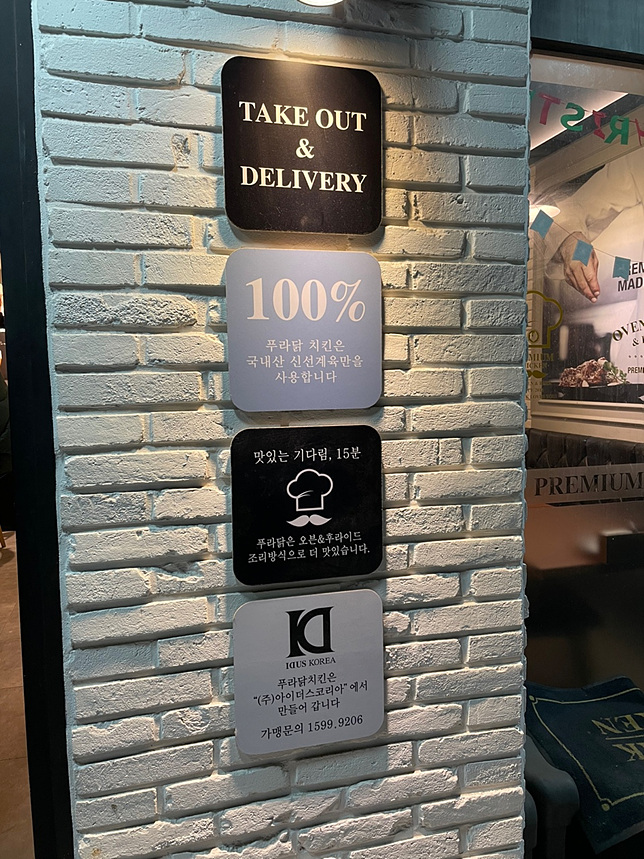 TAKE OUT
&
DELIVERY
100%
푸라닭 치킨은
국내산 신선계육만을
사용합니다
맛있는 기다림, 15분
푸라닭은 오븐&후라이드
조리방식으로 더 맛있습니다.
IDUS KOREA
푸라닭치킨은
"(주)아이더스코리아" 에서
만들어 갑니다
가맹문의 1599.9206
MAD
OVEN
&
PREM
PREMIUM